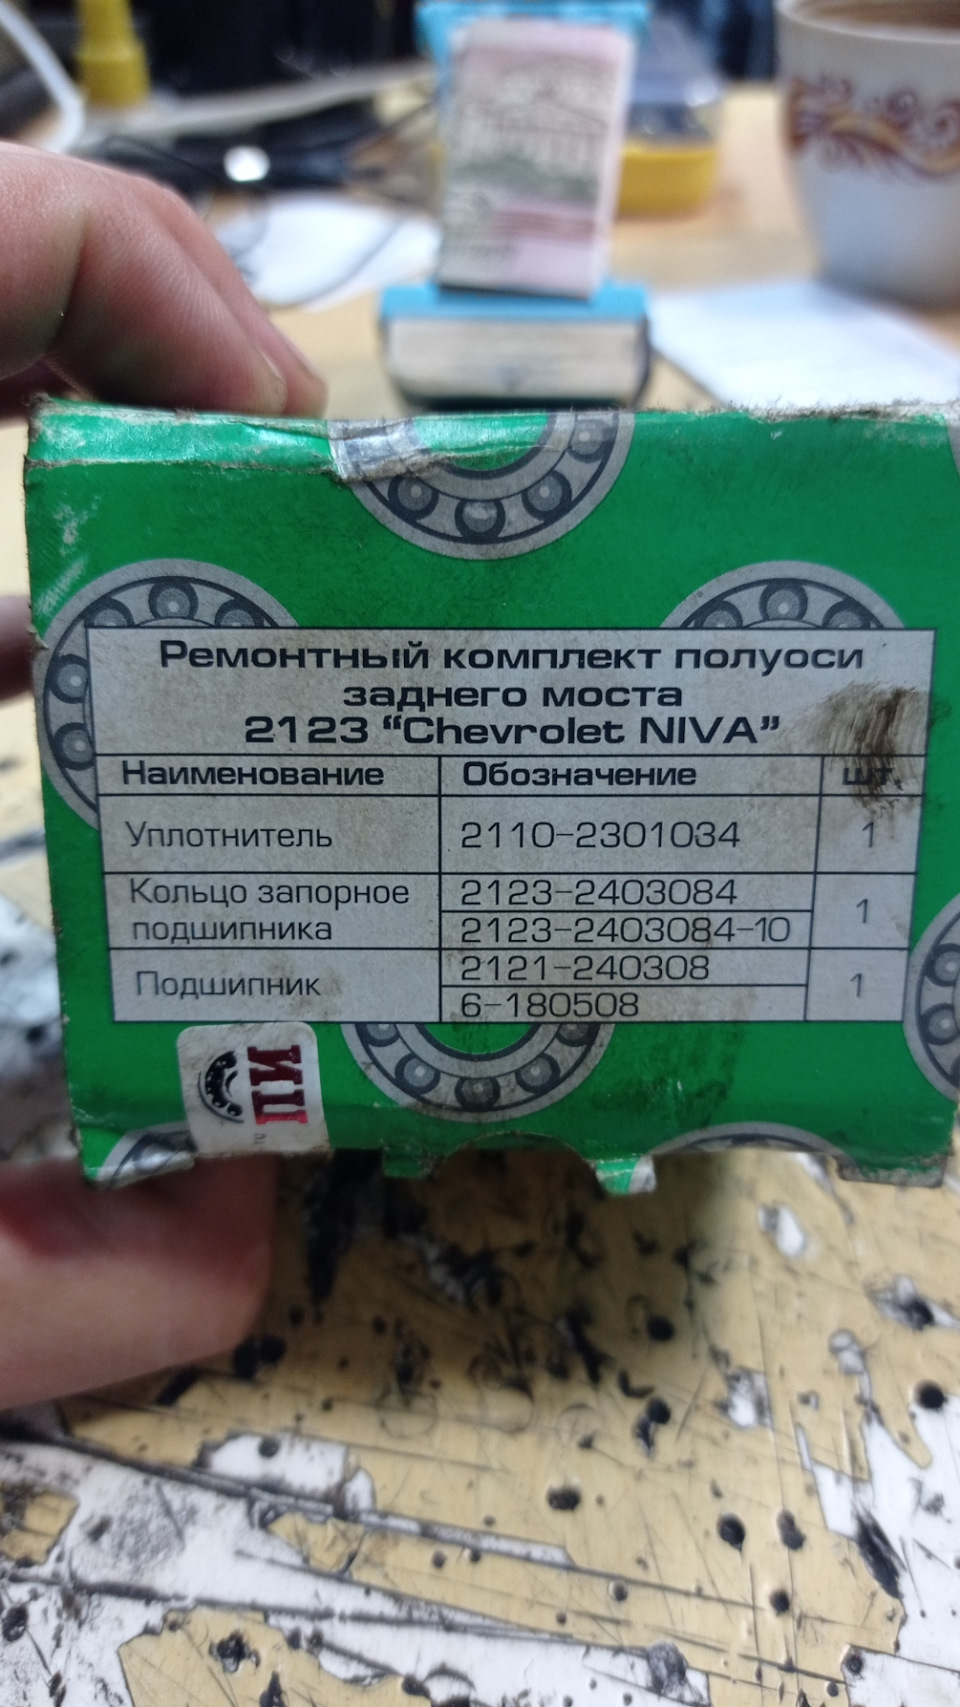 Ремонтный комплект полуоси
заднего моста
2123 “Chevrolet NIVA”
Наименование Обозначение шт.
Уплотнитель 2110-2301034 1
Кольцо запорное подшипника 2123-2403084 1
2123-2403084-10
Подшипник 2121-240308 1
6-180508
ИПЦ